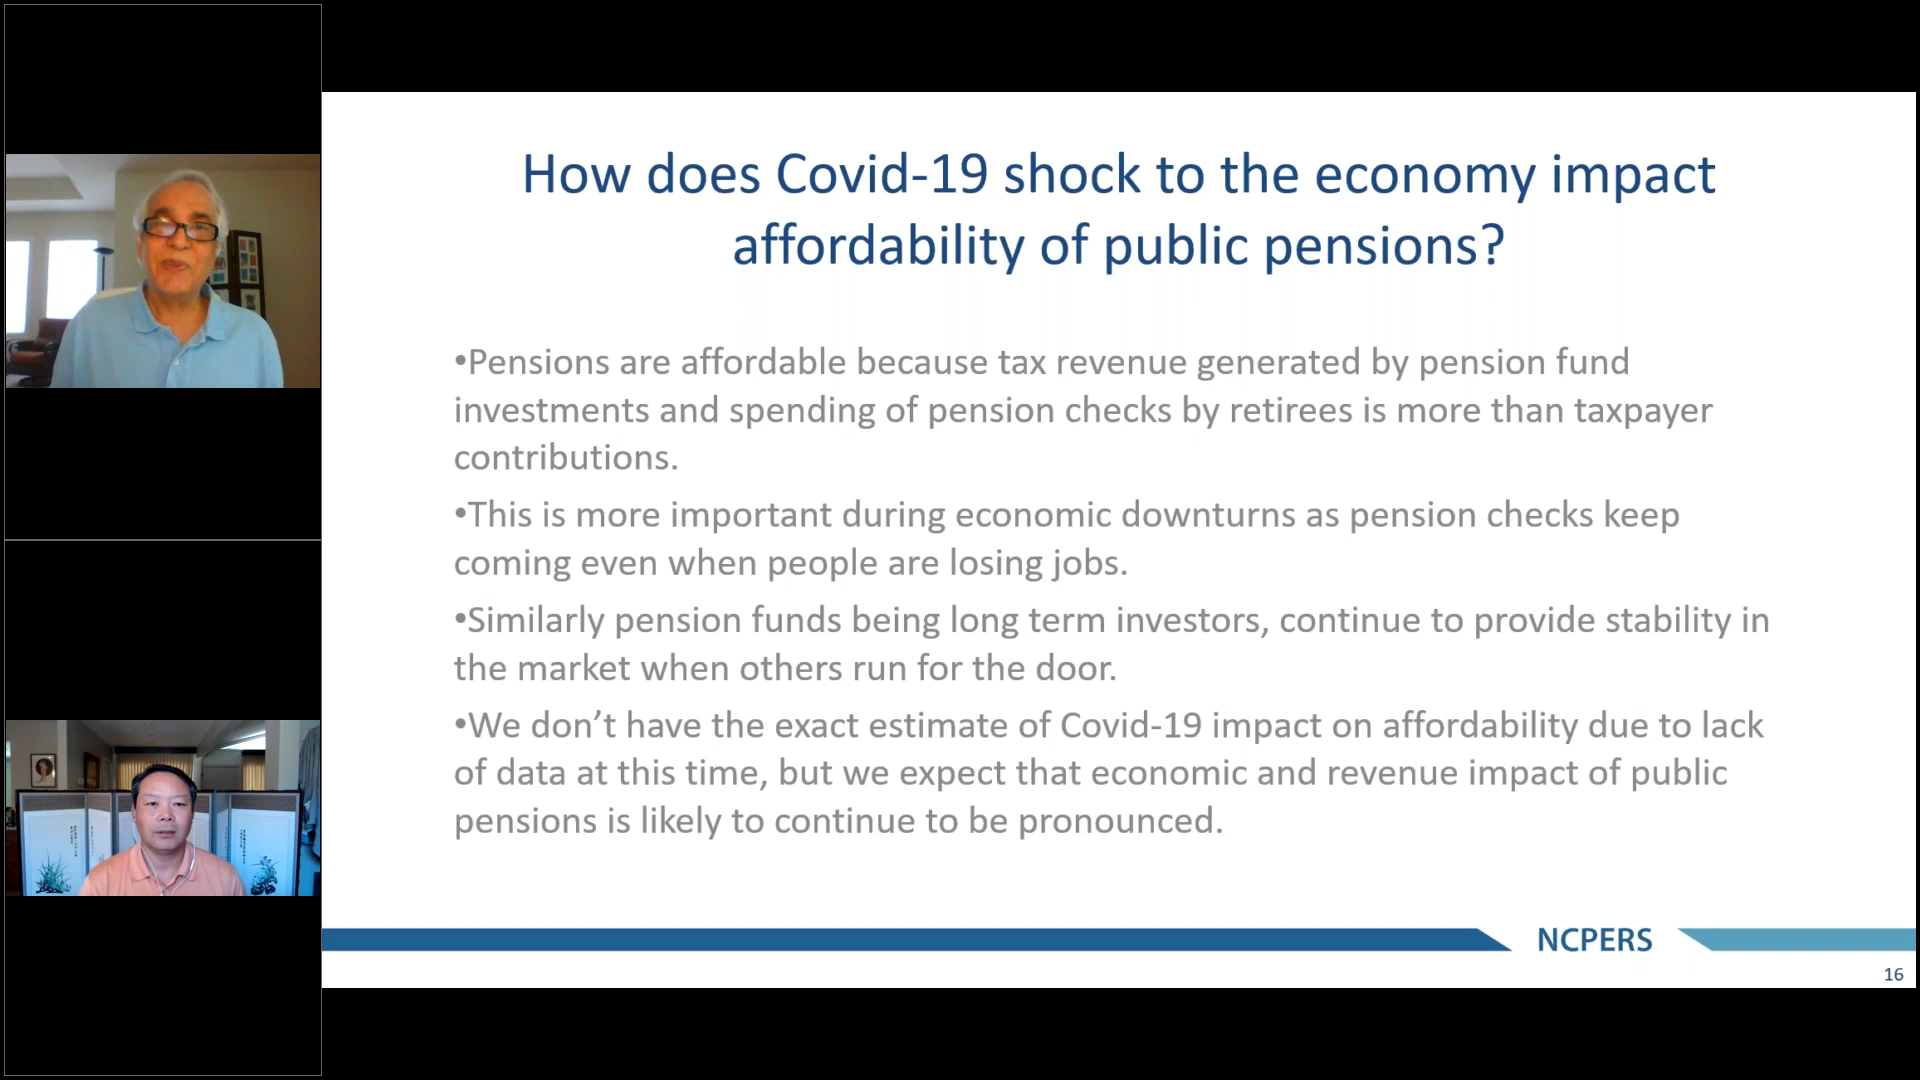 How does Covid-19 shock to the economy impact
affordability of public pensions?
•Pensions are affordable because tax revenue generated by pension fund
investments and spending of pension checks by retirees is more than taxpayer
contributions.
•This is more important during economic downturns as pension checks keep
coming even when people are losing jobs.
•Similarly pension funds being long term investors, continue to provide stability in
the market when others run for the door.
•We don’t have the exact estimate of Covid-19 impact on affordability due to lack
of data at this time, but we expect that economic and revenue impact of public
pensions is likely to continue to be pronounced.
NCPERS
16